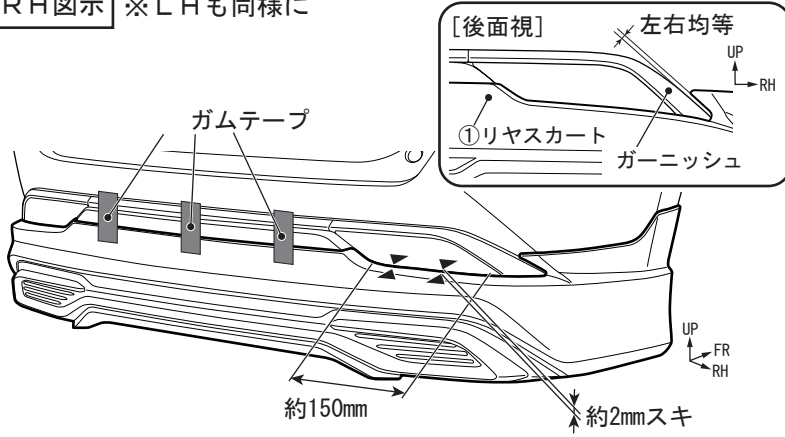 RH図示 ※LHも同様に
[後面視]
左右均等
UP
RH
①リヤスカート
ガーニッシュ
ガムテープ
UP
FR
RH
約150mm
約2mmスキ